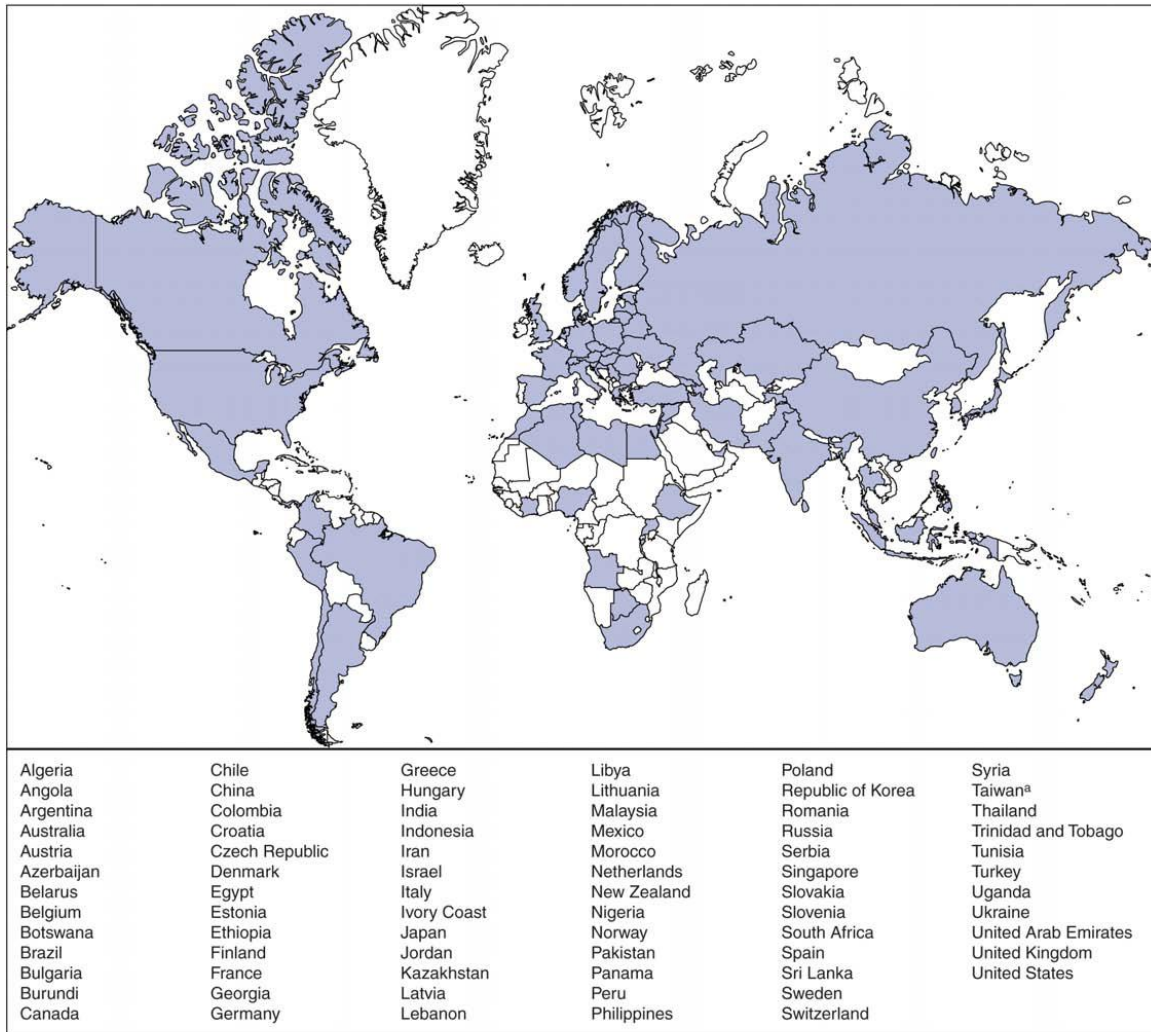 Algeria
Angola
Argentina
Australia
Austria
Azerbaijan
Belarus
Belgium
Botswana
Brazil
Bulgaria
Burundi
Canada
Chile
China
Colombia
Croatia
Czech Republic
Denmark
Egypt
Estonia
Ethiopia
Finland
France
Georgia
Germany
Greece
Hungary
India
Indonesia
Iran
Israel
Italy
Ivory Coast
Japan
Jordan
Kazakhstan
Latvia
Lebanon
Libya
Lithuania
Malaysia
Mexico
Morocco
Netherlands
New Zealand
Nigeria
Norway
Pakistan
Panama
Peru
Philippines
Poland
Republic of Korea
Romania
Russia
Serbia
Singapore
Slovakia
Slovenia
South Africa
Spain
Sri Lanka
Sweden
Switzerland
Syria
Taiwanᵃ
Thailand
Trinidad and Tobago
Tunisia
Turkey
Uganda
Ukraine
United Arab Emirates
United Kingdom
United States